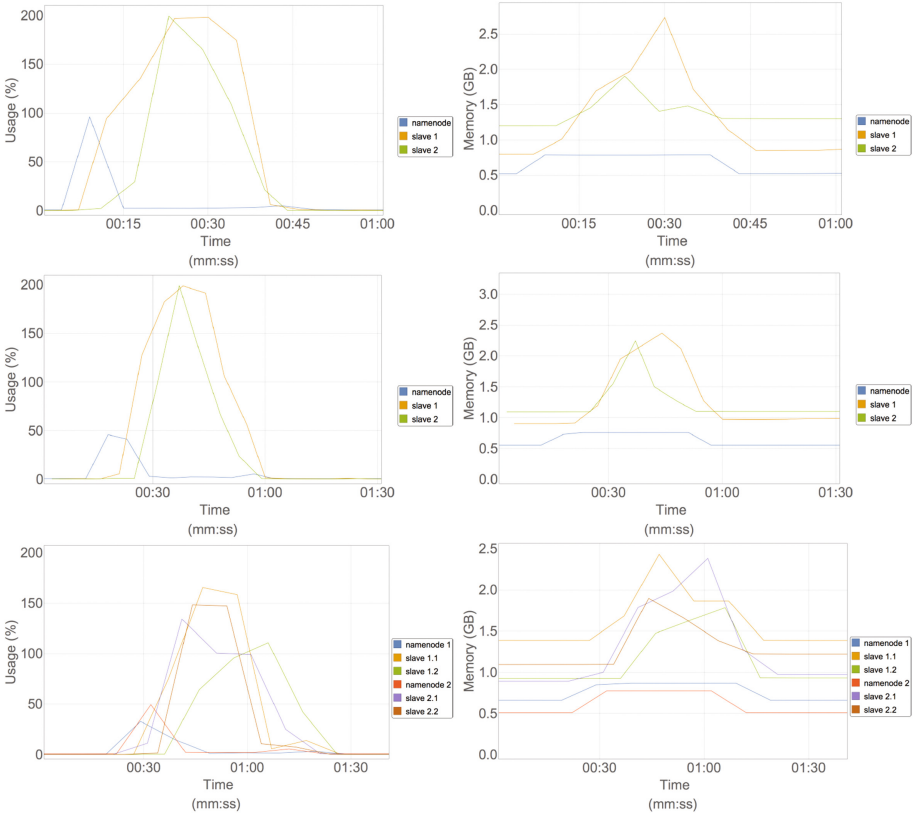 200
150
100
50
0
Usage (%)
00:15 00:30 00:45 01:00
Time
(mm:ss)
namenode
slave 1
slave 2
2.5
2.0
1.5
1.0
0.5
0.0
Memory (GB)
00:15 00:30 00:45 01:00
Time
(mm:ss)
namenode
slave 1
slave 2
200
150
100
50
0
Usage (%)
00:30 01:00 01:30
Time
(mm:ss)
namenode
slave 1
slave 2
3.0
2.5
2.0
1.5
1.0
0.5
0.0
Memory (GB)
00:30 01:00 01:30
Time
(mm:ss)
namenode
slave 1
slave 2
200
150
100
50
0
Usage (%)
00:30 01:00 01:30
Time
(mm:ss)
namenode 1
slave 1.1
slave 1.2
namenode 2
slave 2.1
slave 2.2
2.5
2.0
1.5
1.0
0.5
0.0
Memory (GB)
00:30 01:00 01:30
Time
(mm:ss)
namenode 1
slave 1.1
slave 1.2
namenode 2
slave 2.1
slave 2.2